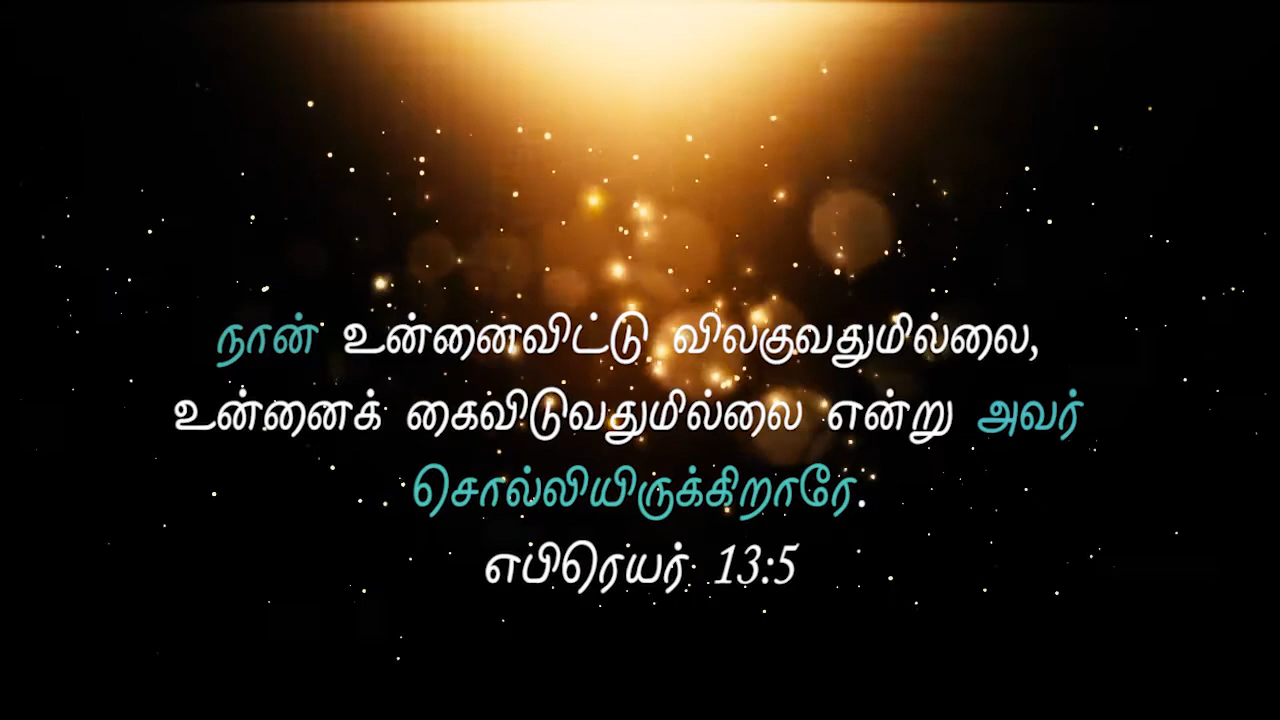 நான் உன்னைவிட்டு விலகுவதுமில்லை,
உன்னைக் கைவிடுவதுமில்லை என்று அவர்
சொல்லியிருக்கிறாரே.
எபிரெயர் 13:5